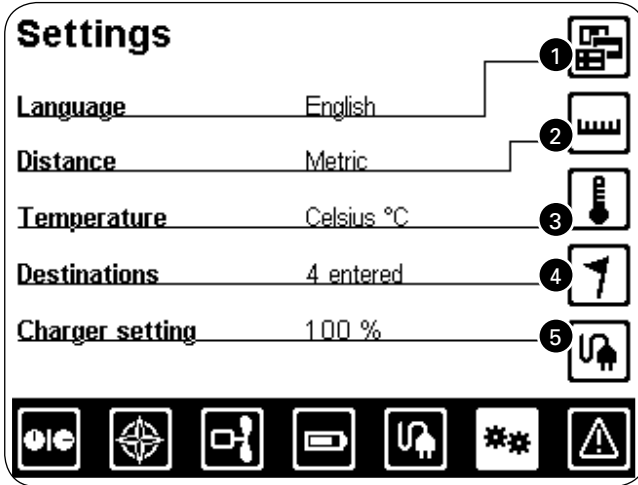 Settings
1
Language English
2
Distance Metric
Temperature Celsius °C 3
Destinations 4 entered 4
Charger setting 100 % 5